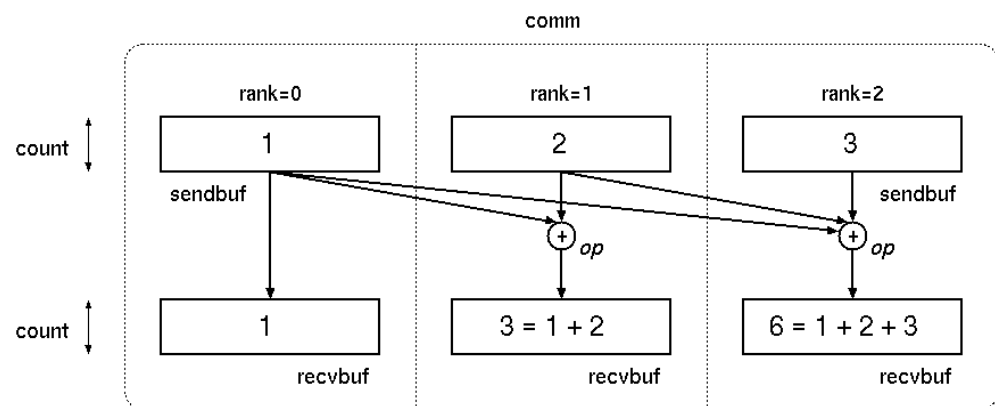 comm
rank=0 rank=1 rank=2
count 1 2 3
sendbuf sendbuf
+ op + op
count 1 3 = 1 + 2 6 = 1 + 2 + 3
recvbuf recvbuf recvbuf